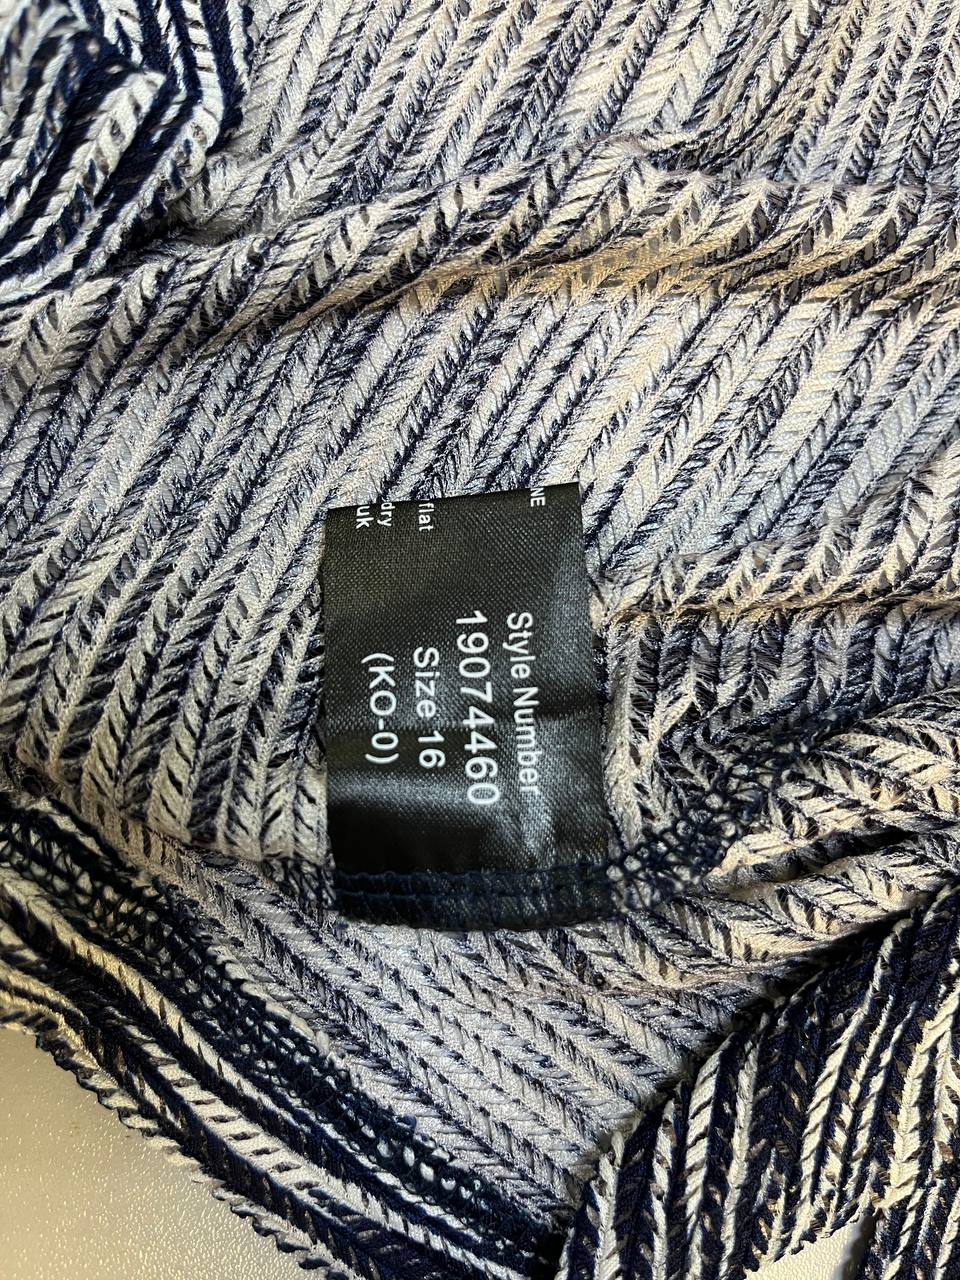 Style Number
19074460
Size 16
(KO-0)
NE
flat
dry
uk